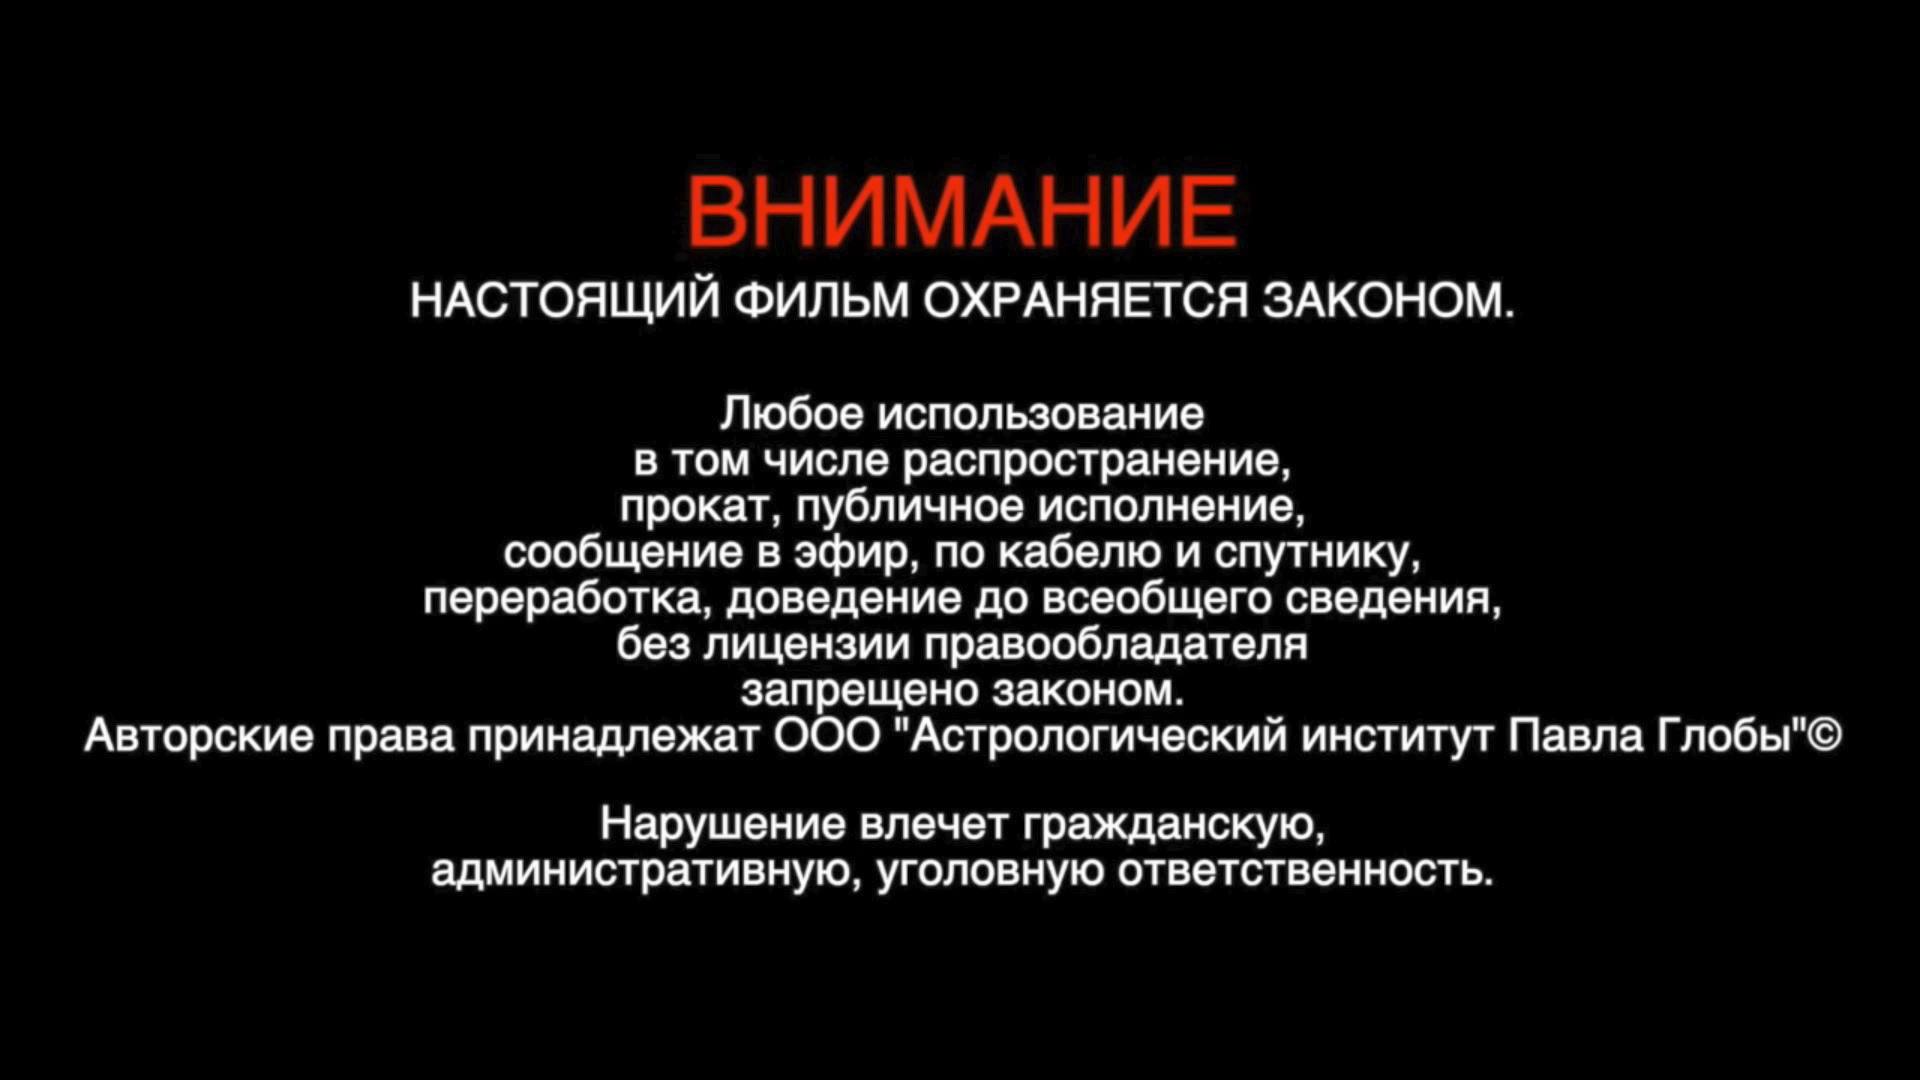 ВНИМАНИЕ
НАСТОЯЩИЙ ФИЛЬМ ОХРАНЯЕТСЯ ЗАКОНОМ.
Любое использование
в том числе распространение,
прокат, публичное исполнение,
сообщение в эфир, по кабелю и спутнику,
переработка, доведение до всеобщего сведения,
без лицензии правообладателя
запрещено законом.
Авторские права принадлежат ООО "Астрологический институт Павла Глобы"©
Нарушение влечет гражданскую,
административную, уголовную ответственность.